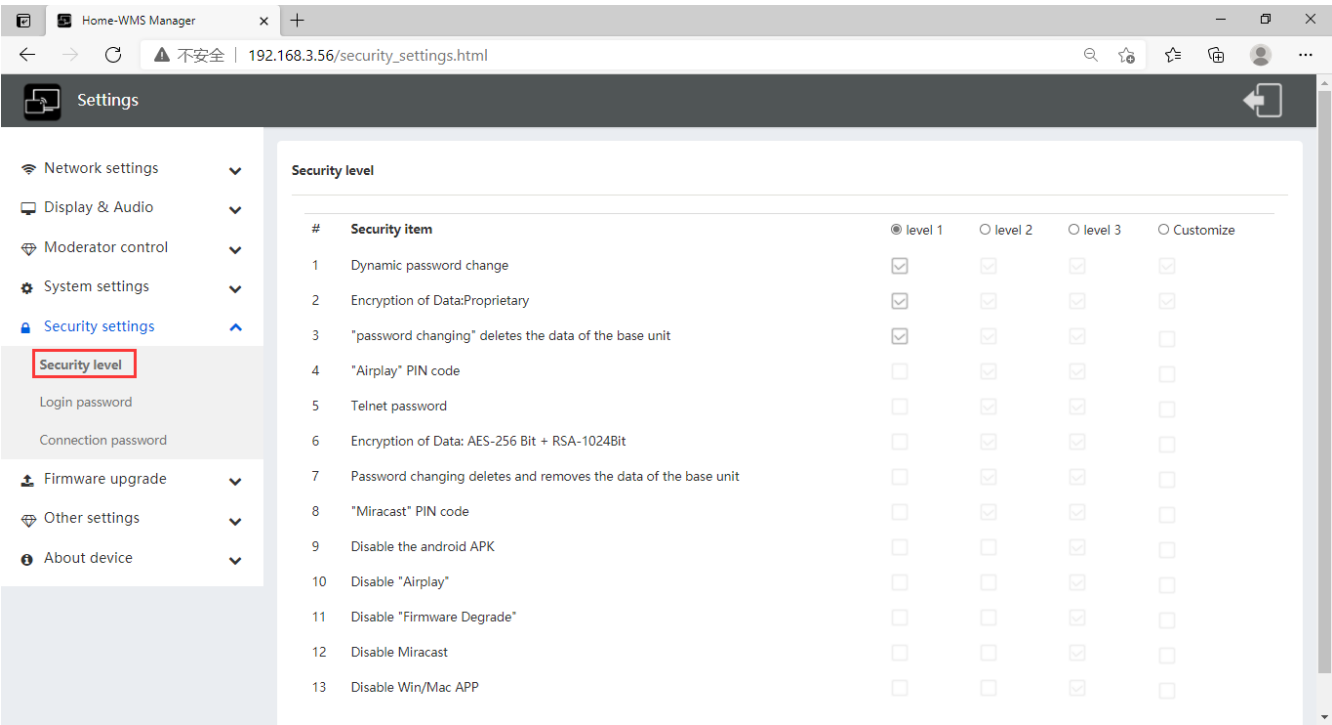 Home-WMS Manager
不安全 192.168.3.56/security_settings.html
Settings
Network settings
Display & Audio
Moderator control
System settings
Security settings
Security level
Login password
Connection password
Firmware upgrade
Other settings
About device
Security level
# Security item level 1 level 2 level 3 Customize
1 Dynamic password change
2 Encryption of Data:Proprietary
3 "password changing" deletes the data of the base unit
4 "Airplay" PIN code
5 Telnet password
6 Encryption of Data: AES-256 Bit + RSA-1024Bit
7 Password changing deletes and removes the data of the base unit
8 "Miracast" PIN code
9 Disable the android APK
10 Disable "Airplay"
11 Disable "Firmware Degrade"
12 Disable Miracast
13 Disable Win/Mac APP